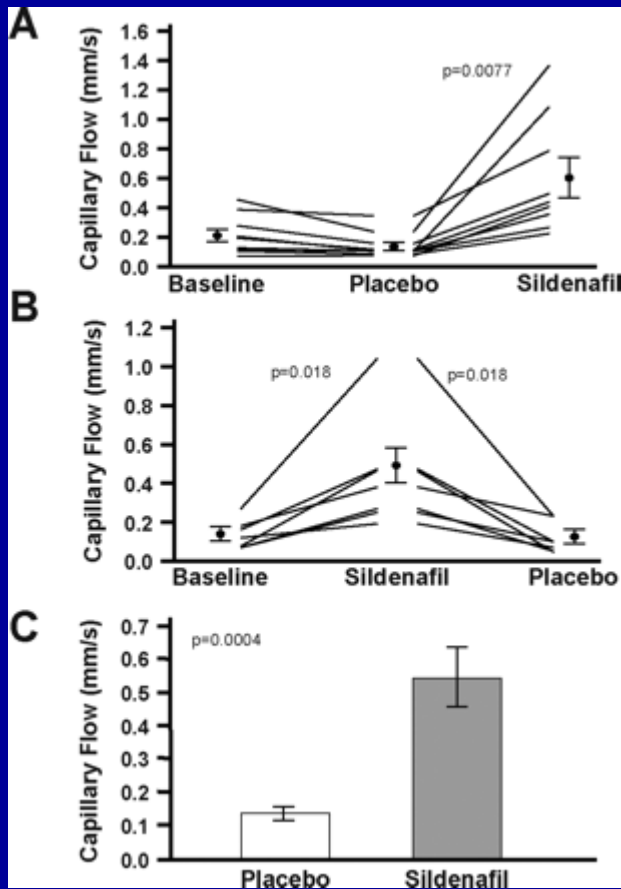 A
Capillary Flow (mm/s)
1.6
1.4
1.2
1.0
0.8
0.6
0.4
0.2
0.0
p=0.0077
Baseline Placebo Sildenafil
B
Capillary Flow (mm/s)
1.2
1.0
0.8
0.6
0.4
0.2
0.0
p=0.018 p=0.018
Baseline Sildenafil Placebo
C
Capillary Flow (mm/s)
0.7
0.6
0.5
0.4
0.3
0.2
0.1
0.0
p=0.0004
Placebo Sildenafil